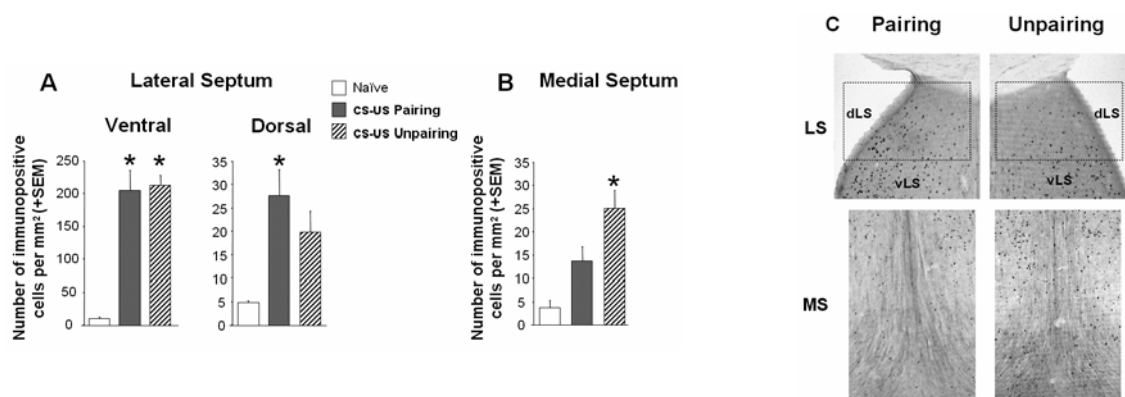 A
Lateral Septum
Naïve
CS-US Pairing
CS-US Unpairing
Ventral
Dorsal
Number of immunopositive
cells per mm² (+SEM)
250
200
150
100
50
0
*
*
35
30
25
20
15
10
5
0
*
B
Medial Septum
Number of immunopositive
cells per mm² (+SEM)
35
30
25
20
15
10
5
0
*
C
Pairing
Unpairing
LS
dLS
vLS
dLS
vLS
MS